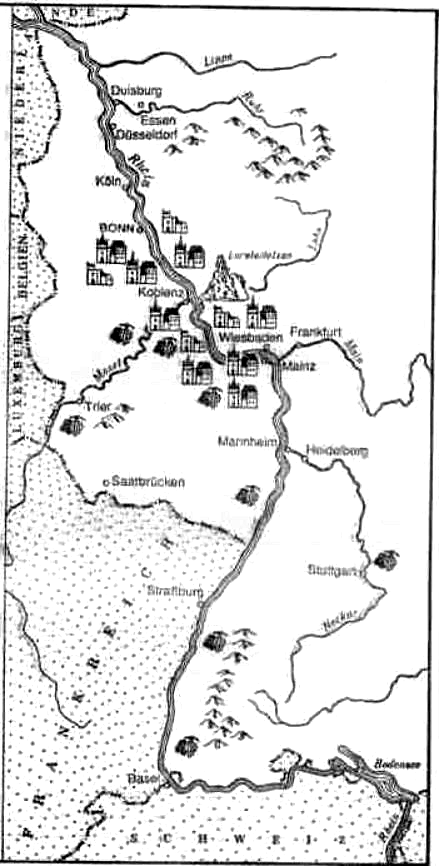 NIEDERLANDE
Lippe
Duisburg
Ruhr
Essen
Düsseldorf
Rhein
Köln
BONN
BELGIEN
Loreleifelsen
Lahn
Koblenz
Wiesbaden
Frankfurt
Main
Mosel
Mainz
LUXEMBURG
Trier
Mannheim
Heidelberg
Saarbrücken
Stuttgart
Straßburg
Neckar
FRANKREICH
Bodensee
Basel
SCHWEIZ